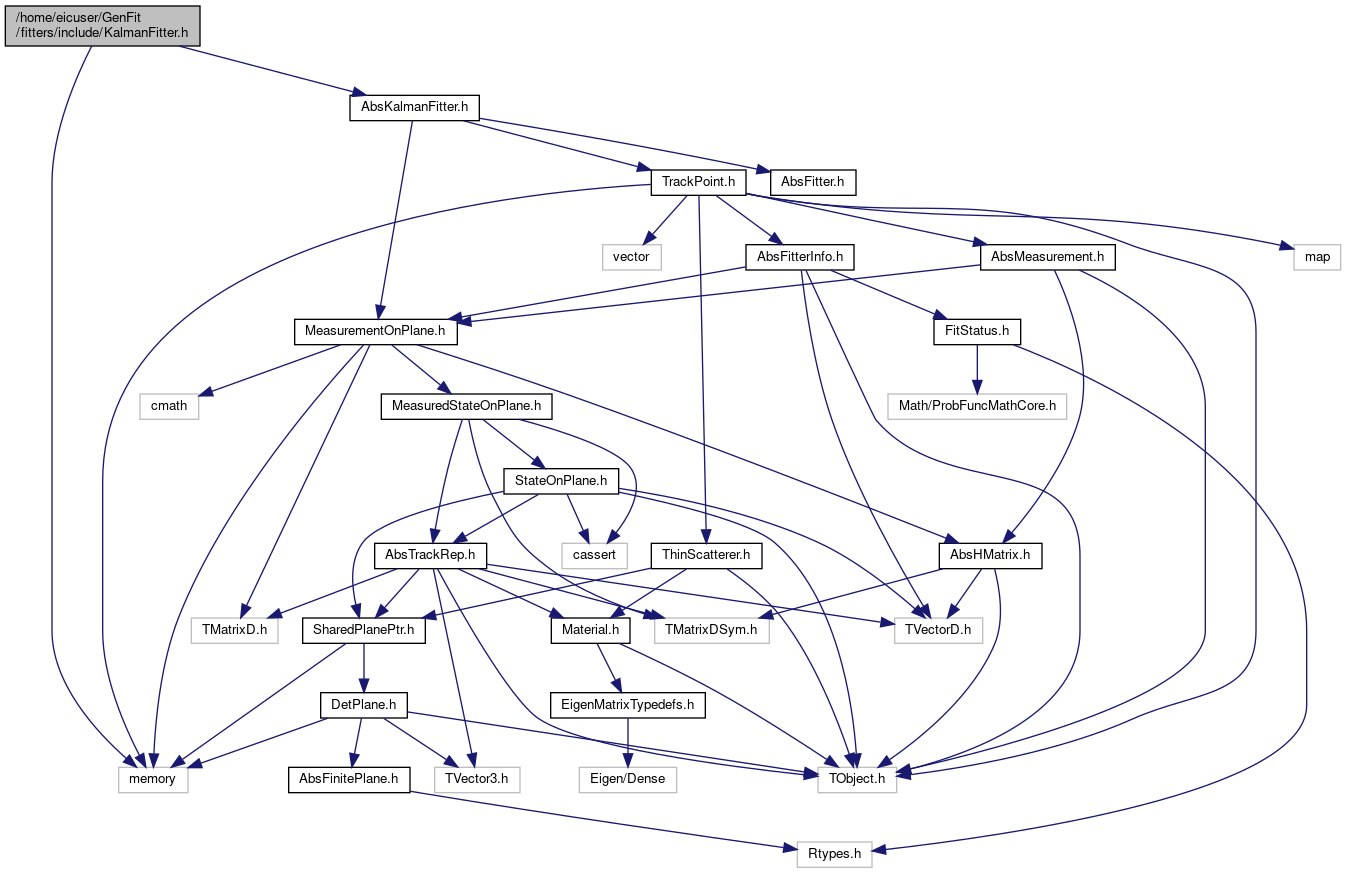 /home/eicuser/GenFit
/fitters/include/KalmanFitter.h
AbsKalmanFitter.h
TrackPoint.h
AbsFitter.h
vector
AbsFitterInfo.h
AbsMeasurement.h
map
MeasurementOnPlane.h
FitStatus.h
cmath
MeasuredStateOnPlane.h
Math/ProbFuncMathCore.h
StateOnPlane.h
AbsTrackRep.h
cassert
ThinScatterer.h
AbsHMatrix.h
TMatrixD.h
SharedPlanePtr.h
Material.h
TMatrixDSym.h
TVectorD.h
DetPlane.h
EigenMatrixTypedefs.h
memory
AbsFinitePlane.h
TVector3.h
Eigen/Dense
TObject.h
Rtypes.h